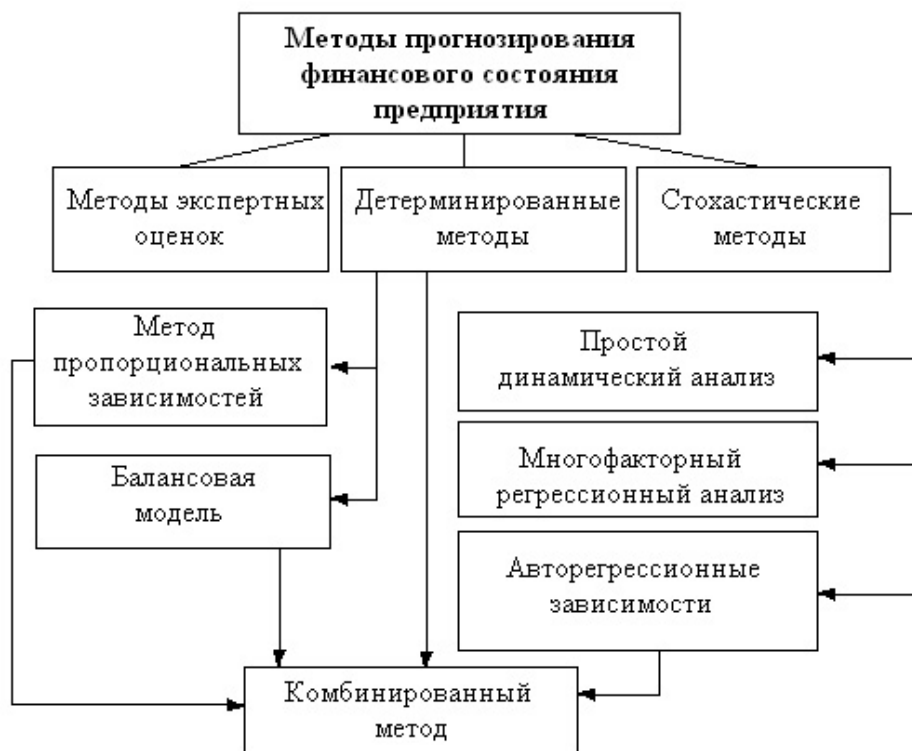 Методы прогнозирования
финансового состояния
предприятия
Методы экспертных
оценок
Детерминированные
методы
Стохастические
методы
Метод
пропорциональных
зависимостей
Простой
динамический анализ
Балансовая
модель
Многофакторный
регрессионный анализ
Авторегрессионные
зависимости
Комбинированный
метод